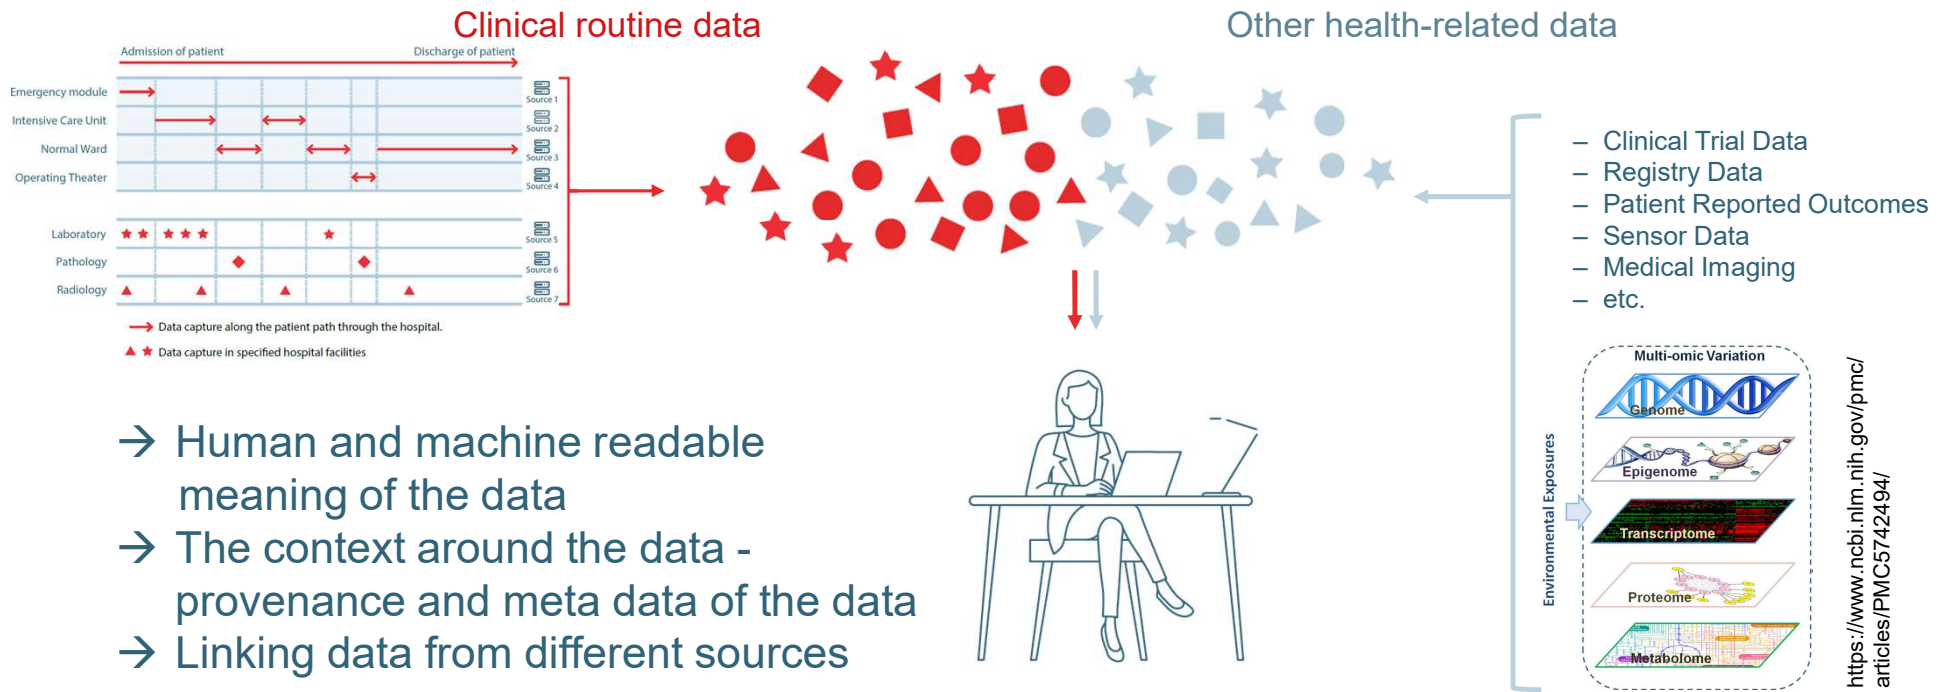 Clinical routine data
Other health-related data
Admission of patient
Discharge of patient
Emergency module
Source 1
Intensive Care Unit
Source 2
Normal Ward
Source 3
Operating Theater
Source 4
Laboratory
Source 5
Pathology
Source 6
Radiology
Source 7
Data capture along the patient path through the hospital.
Data capture in specified hospital facilities
→ Human and machine readable
meaning of the data
→ The context around the data -
provenance and meta data of the data
→ Linking data from different sources
– Clinical Trial Data
– Registry Data
– Patient Reported Outcomes
– Sensor Data
– Medical Imaging
– etc.
Multi-omic Variation
Genome
Epigenome
Transcriptome
Proteome
Metabolome
Environmental Exposures
https://www.ncbi.nlm.nih.gov/pmc/
articles/PMC5742494/